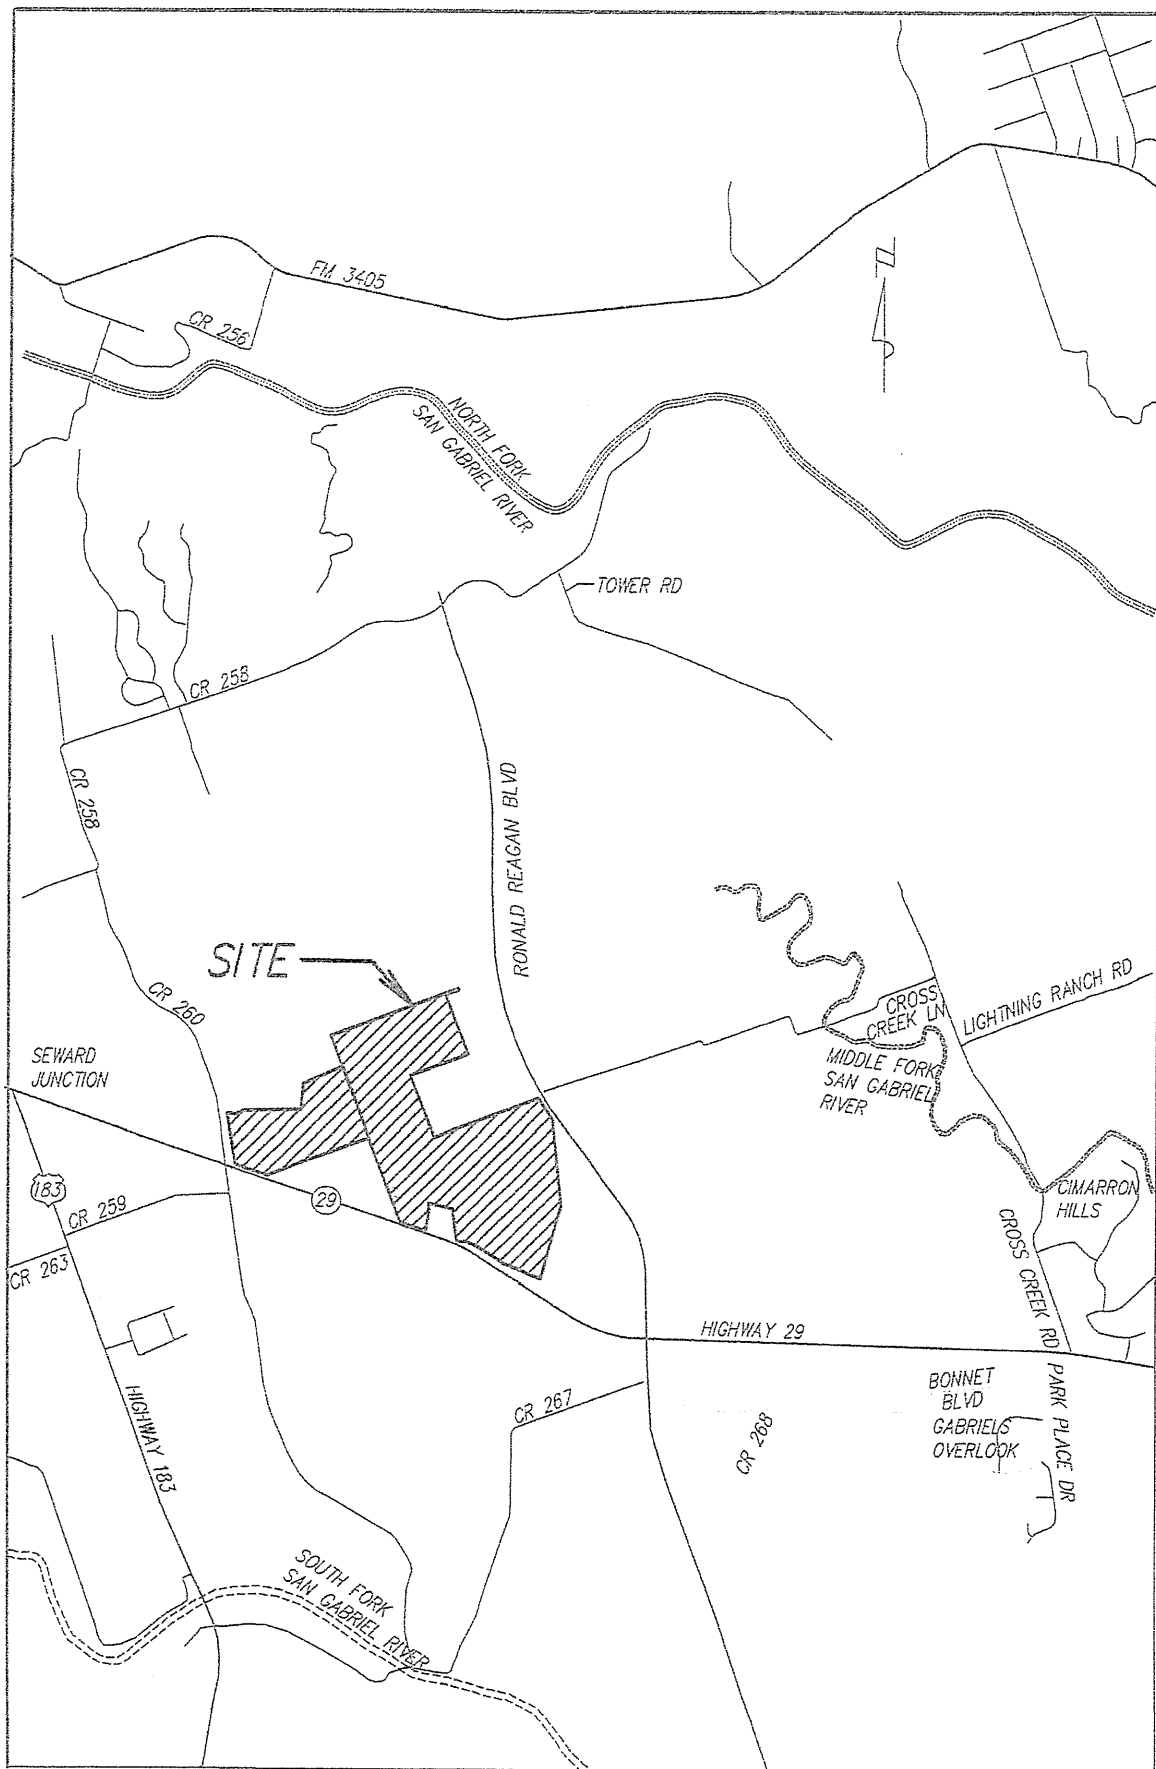 FM 3405
CR 256
N
NORTH FORK
SAN GABRIEL RIVER
TOWER RD
CR 258
CR 258
RONALD REAGAN BLVD
SITE
CR 260
SEWARD
JUNCTION
CROSS
CREEK LN
LIGHTNING RANCH RD
MIDDLE FORK
SAN GABRIEL
RIVER
183
29
CR 259
CR 263
CIMARRON
HILLS
CROSS CREEK RD
HIGHWAY 29
HIGHWAY 183
CR 267
CR 268
BONNET
BLVD
GABRIELS
OVERLOOK
PARK PLACE DR
SOUTH FORK
SAN GABRIEL RIVER